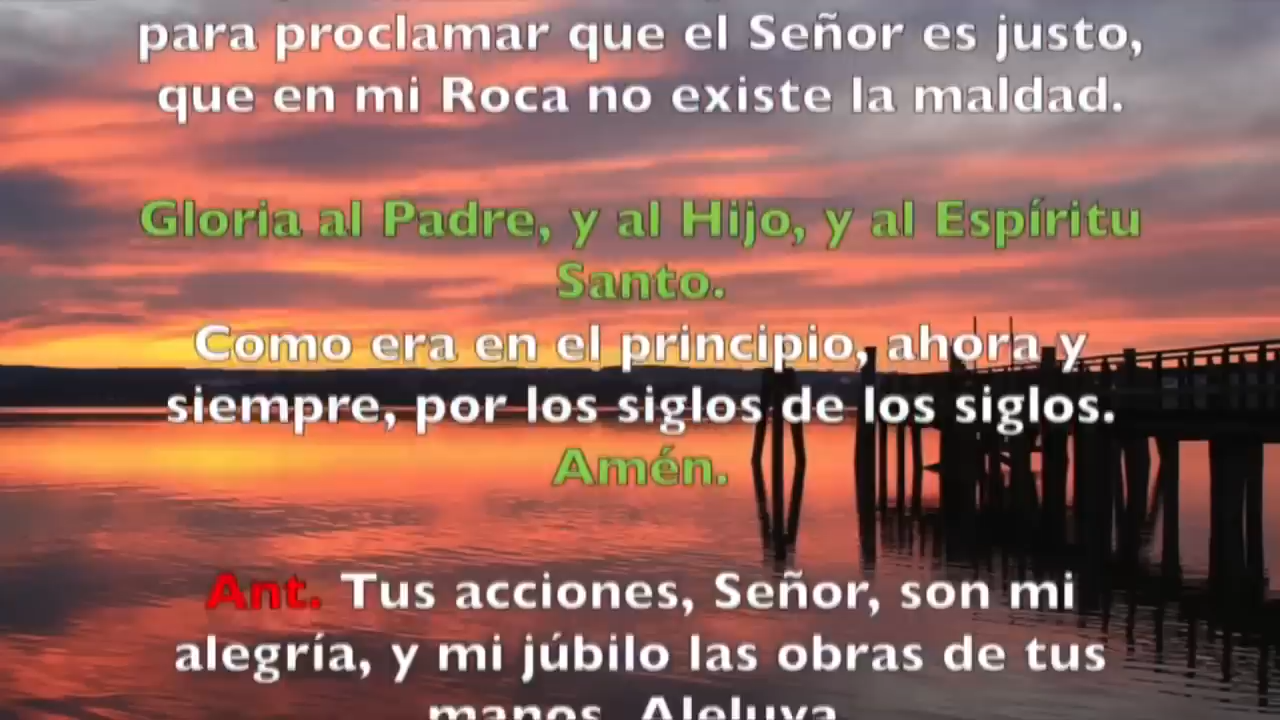 para proclamar que el Señor es justo,
que en mi Roca no existe la maldad.
Gloria al Padre, y al Hijo, y al Espíritu
Santo.
Como era en el principio, ahora y
siempre, por los siglos de los siglos.
Amén.
Ant. Tus acciones, Señor, son mi
alegría, y mi júbilo las obras de tus
manos. Aleluya